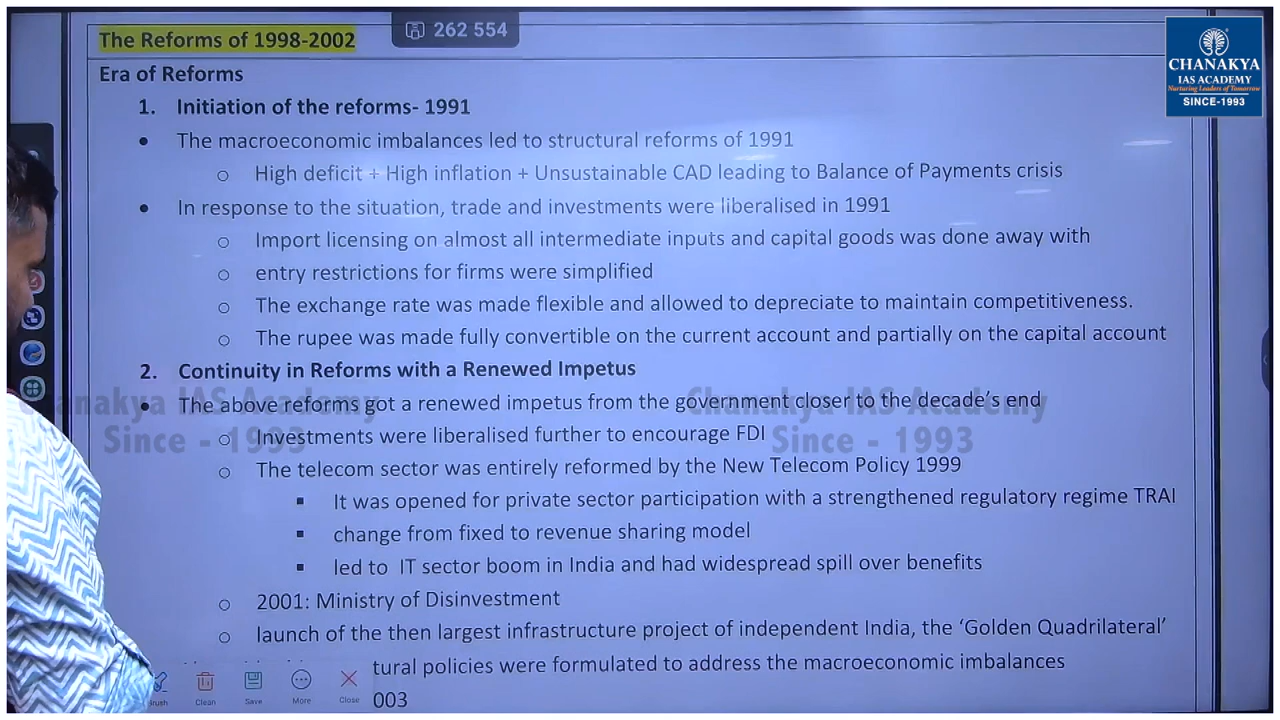 The Reforms of 1998-2002
262 554
CHANAKYA
IAS ACADEMY
Nurturing Leaders of Tomorrow
SINCE-1993
Era of Reforms
1. Initiation of the reforms- 1991
• The macroeconomic imbalances led to structural reforms of 1991
o High deficit + High inflation + Unsustainable CAD leading to Balance of Payments crisis
• In response to the situation, trade and investments were liberalised in 1991
o Import licensing on almost all intermediate inputs and capital goods was done away with
o entry restrictions for firms were simplified
o The exchange rate was made flexible and allowed to depreciate to maintain competitiveness.
o The rupee was made fully convertible on the current account and partially on the capital account
2. Continuity in Reforms with a Renewed Impetus
• The above reforms got a renewed impetus from the government closer to the decade's end
o Investments were liberalised further to encourage FDI
o The telecom sector was entirely reformed by the New Telecom Policy 1999
▪ It was opened for private sector participation with a strengthened regulatory regime TRAI
▪ change from fixed to revenue sharing model
▪ led to IT sector boom in India and had widespread spill over benefits
o 2001: Ministry of Disinvestment
o launch of the then largest infrastructure project of independent India, the 'Golden Quadrilateral'
tural policies were formulated to address the macroeconomic imbalances
003
Clean Save More Close
Chanakya IAS Academy
Since - 1993
Chanakya IAS Academy
Since - 1993